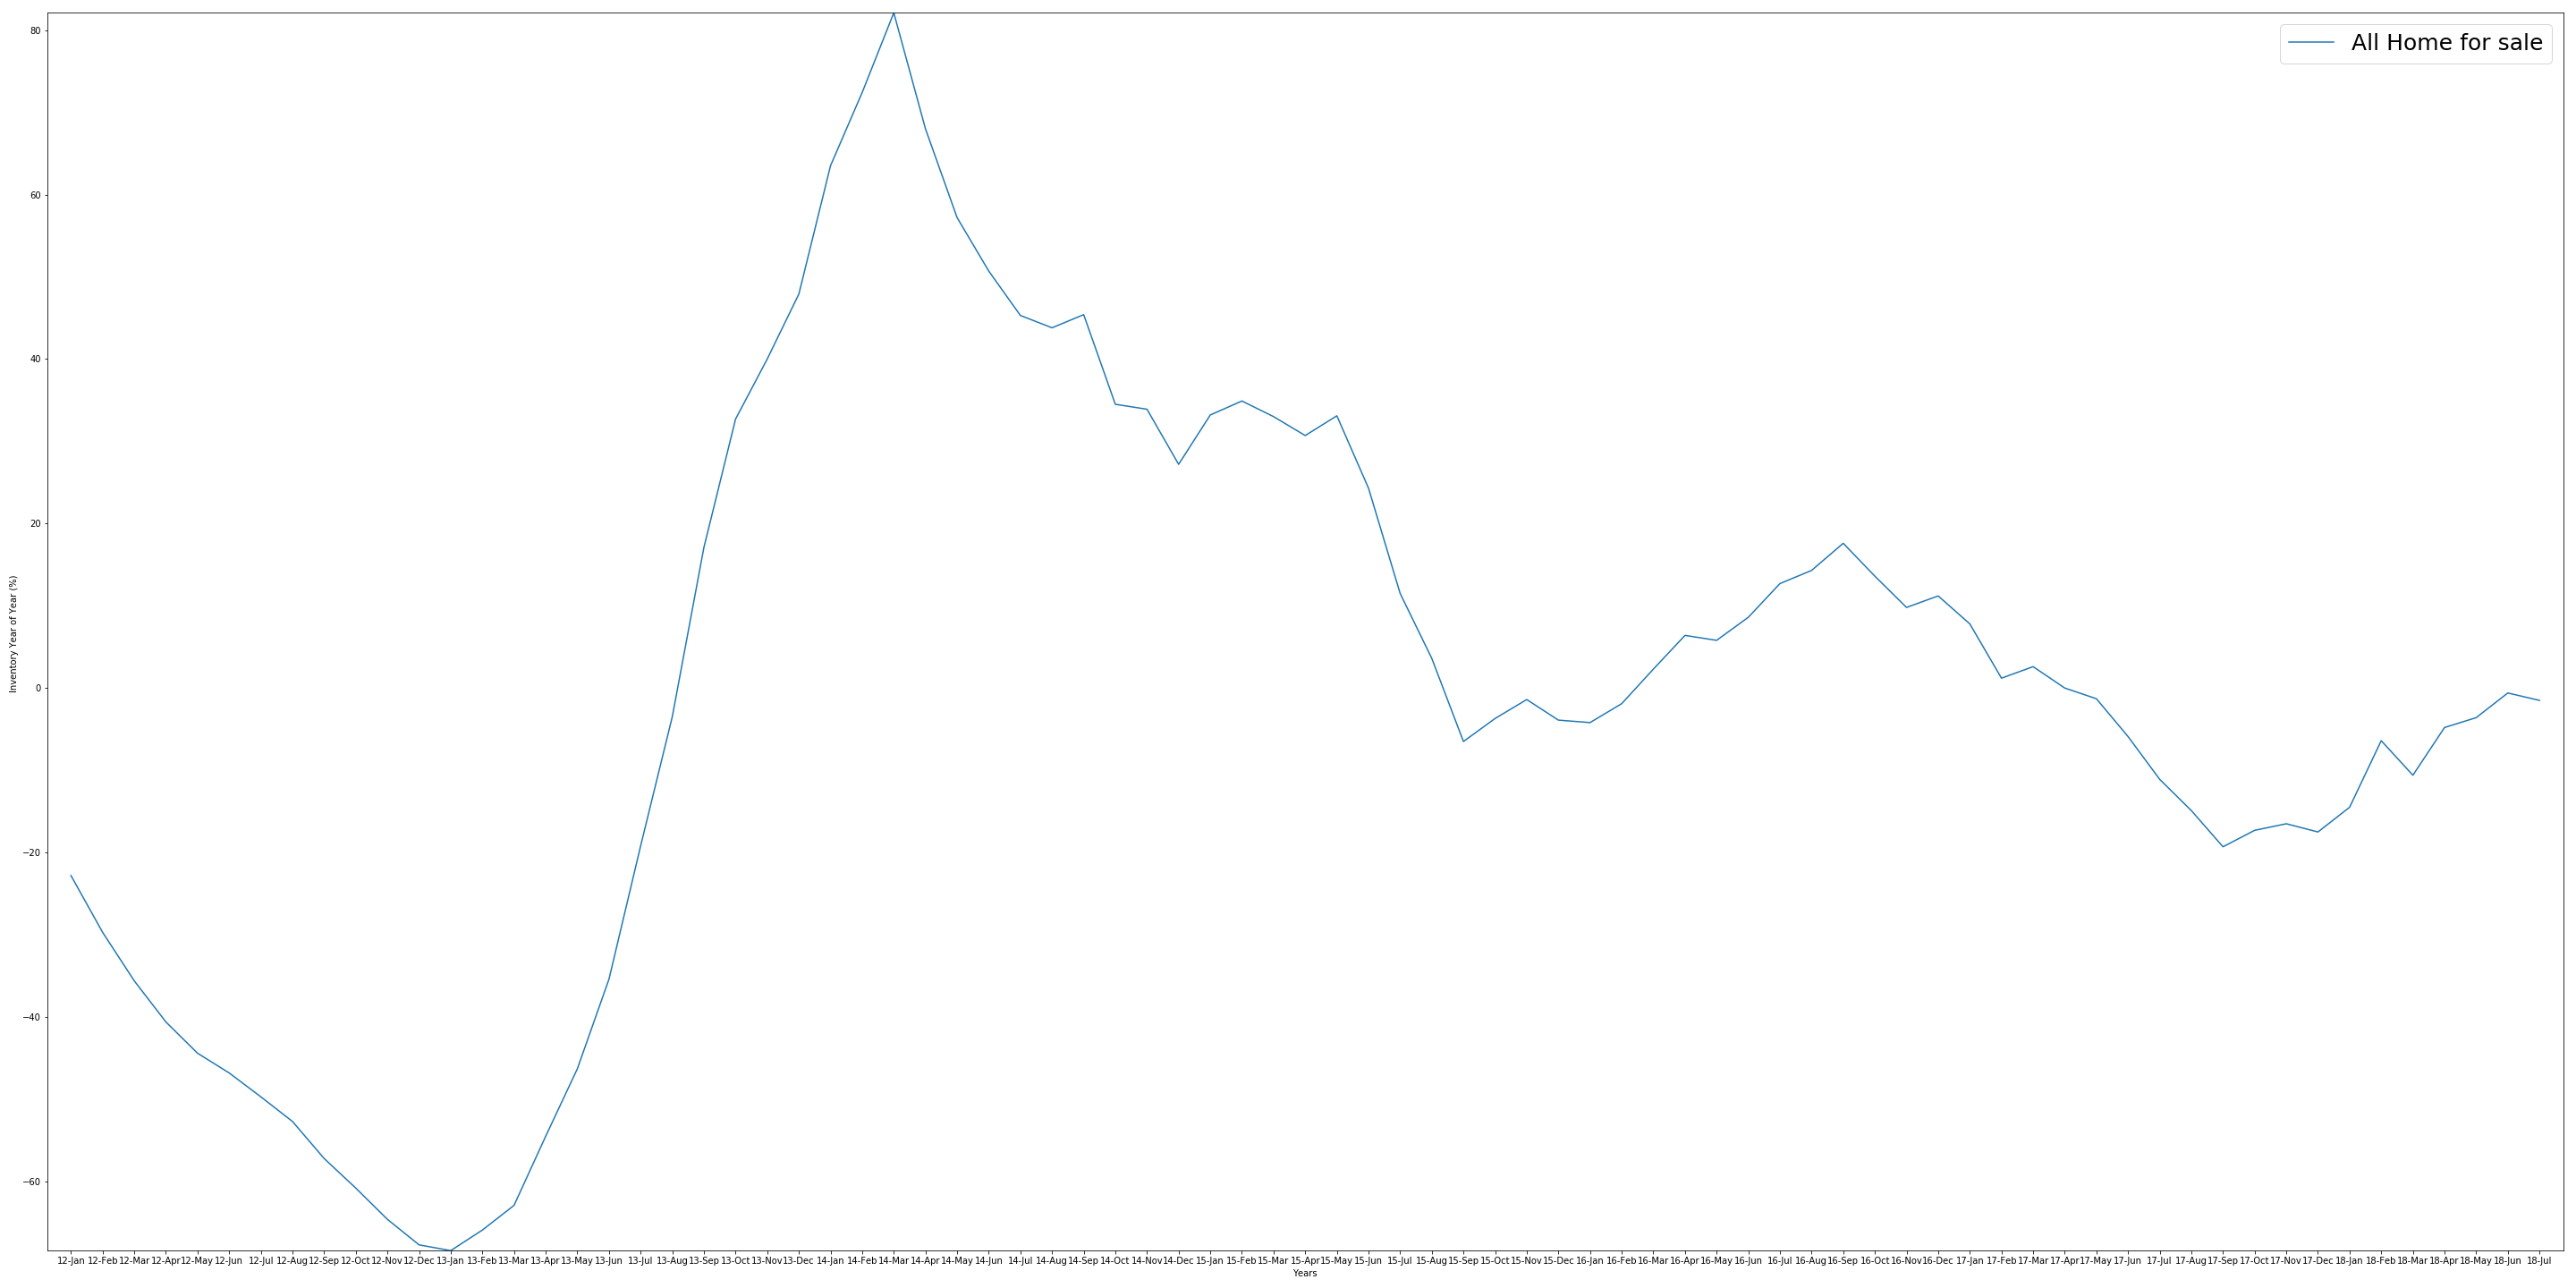 All Home for sale
80
60
40
20
0
−20
−40
−60
Inventory Year of Year (%)
12-Jan 12-Feb 12-Mar 12-Apr 12-May 12-Jun 12-Jul 12-Aug 12-Sep 12-Oct 12-Nov 12-Dec 13-Jan 13-Feb 13-Mar 13-Apr 13-May 13-Jun 13-Jul 13-Aug 13-Sep 13-Oct 13-Nov 13-Dec 14-Jan 14-Feb 14-Mar 14-Apr 14-May 14-Jun 14-Jul 14-Aug 14-Sep 14-Oct 14-Nov 14-Dec 15-Jan 15-Feb 15-Mar 15-Apr 15-May 15-Jun 15-Jul 15-Aug 15-Sep 15-Oct 15-Nov 15-Dec 16-Jan 16-Feb 16-Mar 16-Apr 16-May 16-Jun 16-Jul 16-Aug 16-Sep 16-Oct 16-Nov 16-Dec 17-Jan 17-Feb 17-Mar 17-Apr 17-May 17-Jun 17-Jul 17-Aug 17-Sep 17-Oct 17-Nov 17-Dec 18-Jan 18-Feb 18-Mar 18-Apr 18-May 18-Jun 18-Jul
Years